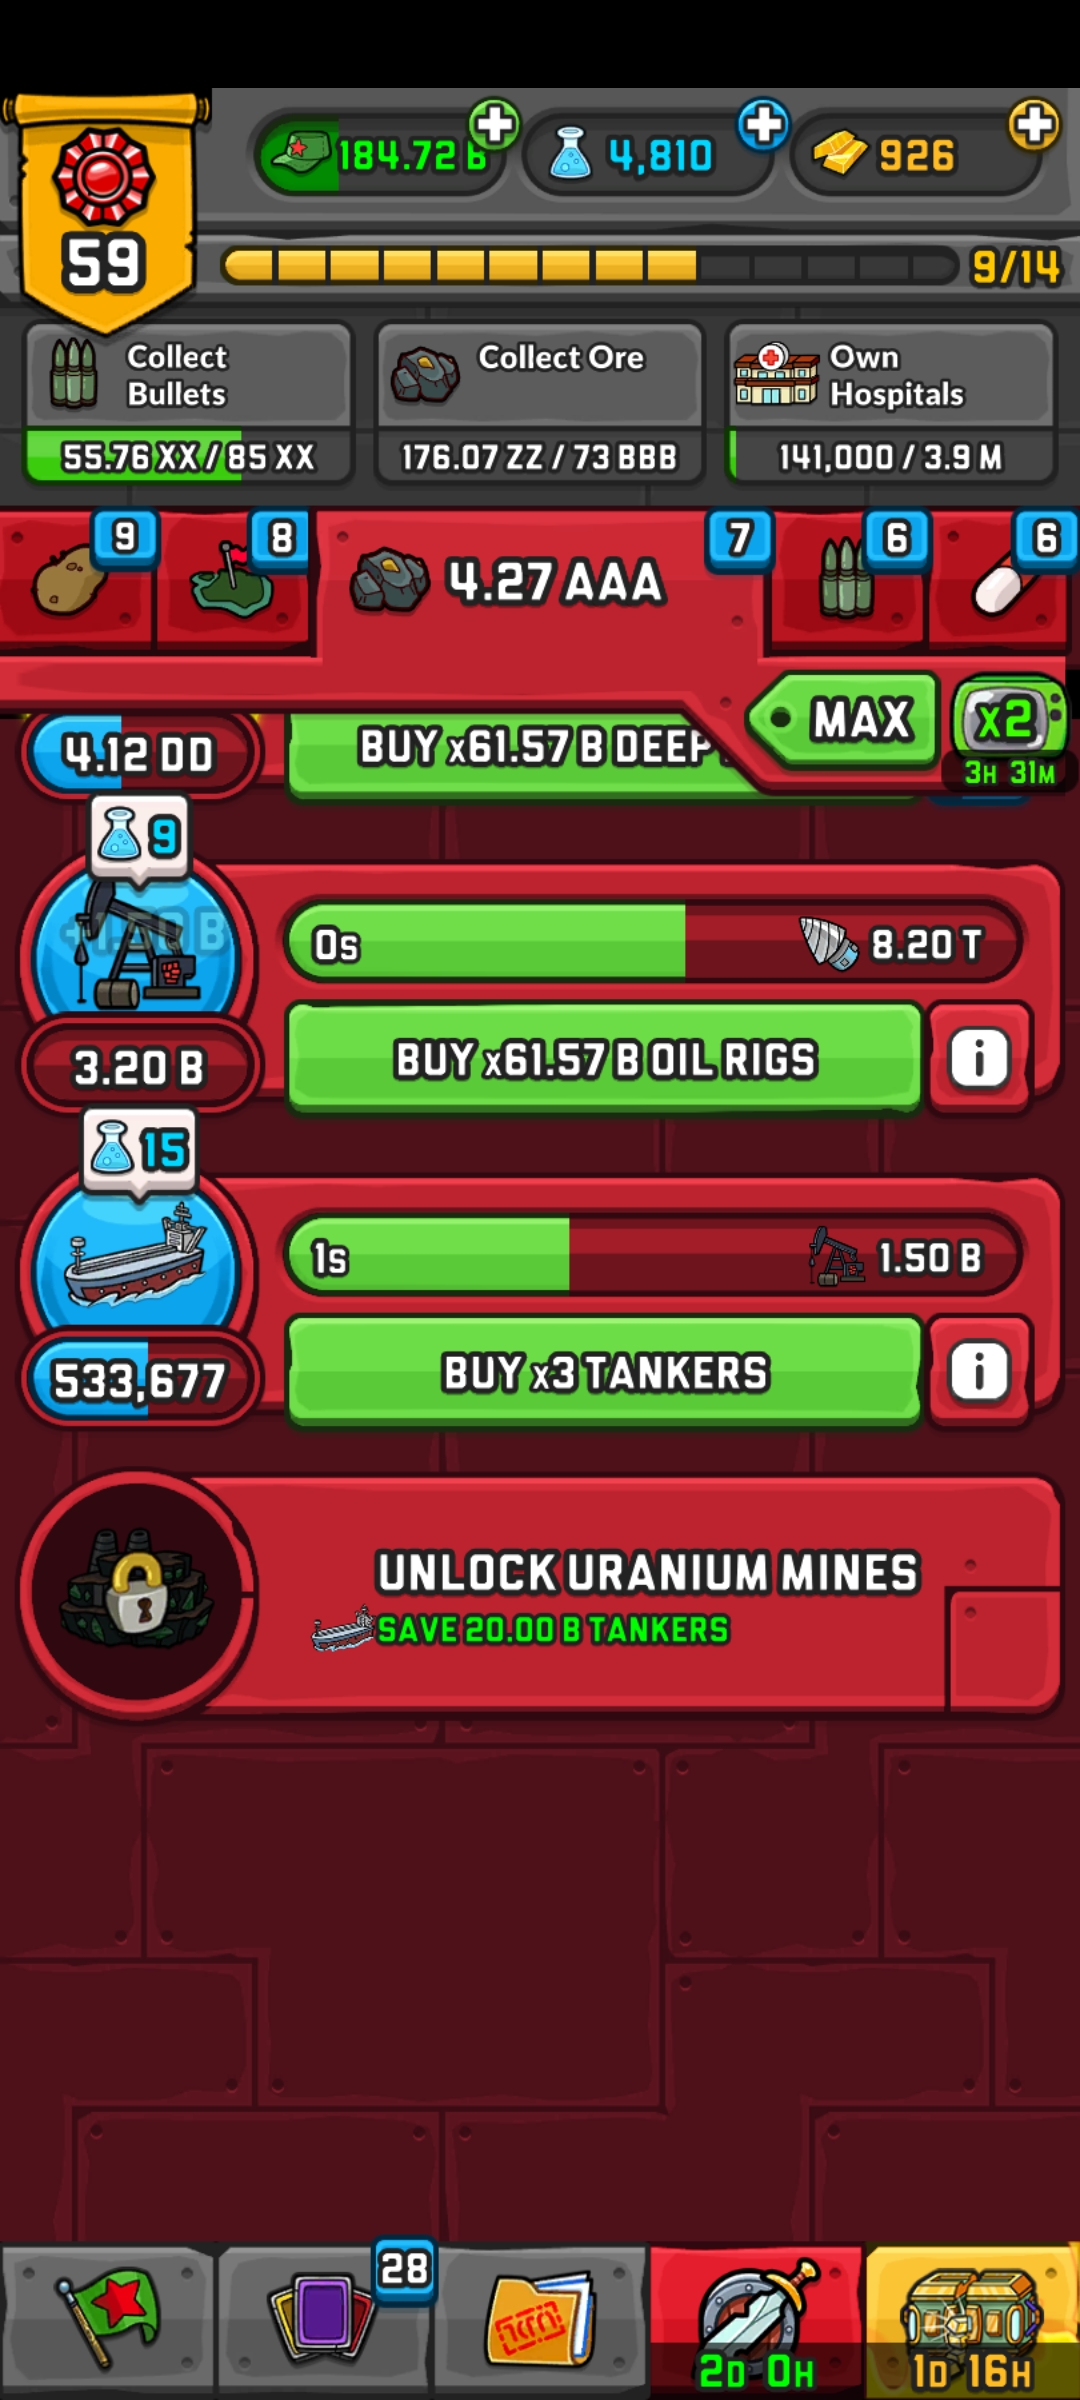 184.72 B
4,810
926
59
9/14
Collect Bullets
55.76 XX / 85 XX
Collect Ore
176.07 ZZ / 73 BBB
Own Hospitals
141,000 / 3.9 M
9
8
4.27 AAA
7
6
6
MAX
x2
3H 31M
4.12 DD
BUY x61.57 B DEEP
9
+1.50 B
0s
8.20 T
3.20 B
BUY x61.57 B OIL RIGS
i
15
1s
1.50 B
533,677
BUY x3 TANKERS
i
UNLOCK URANIUM MINES
SAVE 20.00 B TANKERS
28
2D 0H
1D 16H